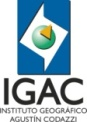 IGAC
INSTITUTO GEOGRÁFICO
AGUSTÍN CODAZZI